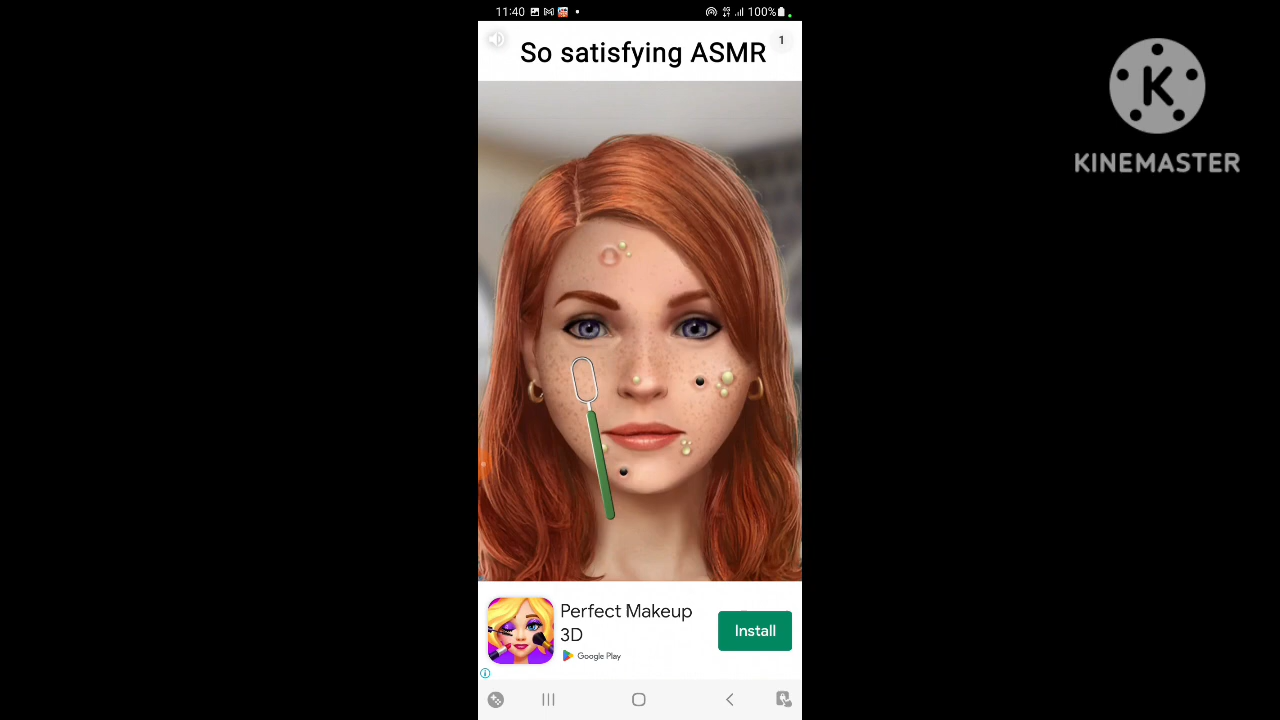 11:40
100%
1
So satisfying ASMR
K
KINEMASTER
Perfect Makeup
3D
Google Play
Install